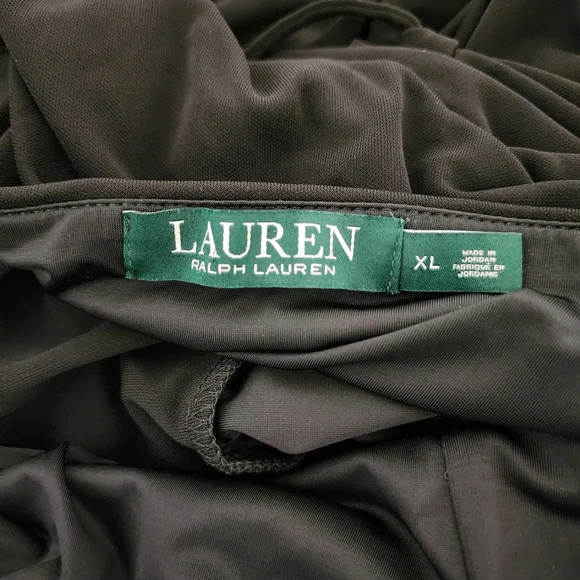 LAUREN
RALPH LAUREN
XL
MADE IN
JORDAN
FABRIQUÉ EN
JORDANIE